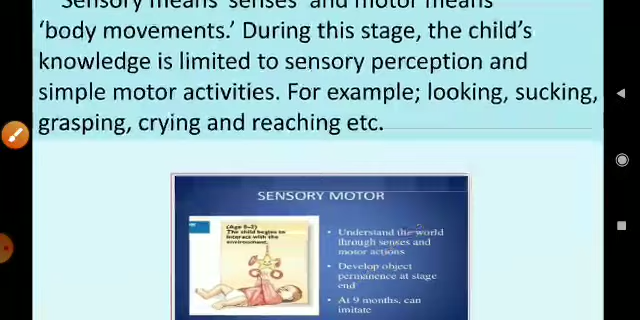 Sensory means 'senses' and motor means
'body movements.' During this stage, the child's
knowledge is limited to sensory perception and
simple motor activities. For example; looking, sucking,
grasping, crying and reaching etc.
SENSORY MOTOR
(Age 0-2)
The child begins to
interact with the
environment.
• Understand the world
through senses and
motor actions
• Develop object
permanence at stage
end
• At 9 months, can
imitate